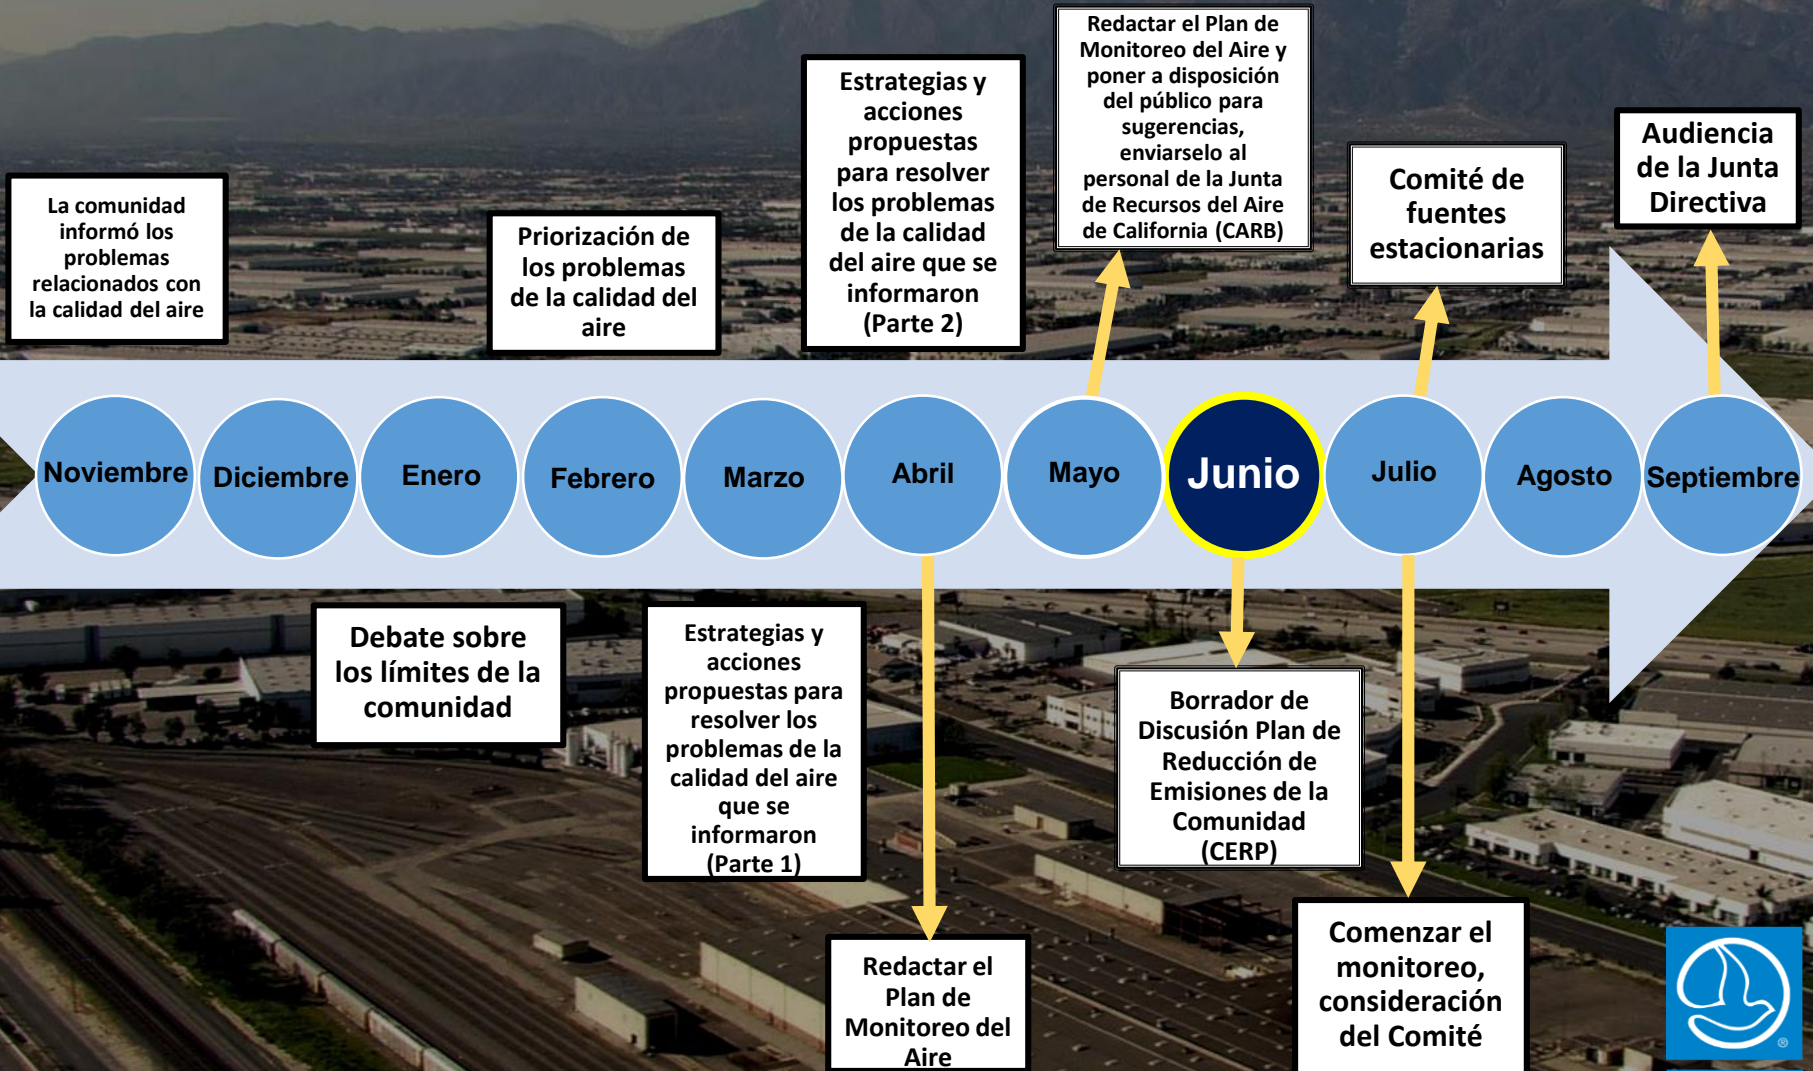 La comunidad
informó los
problemas
relacionados con
la calidad del aire
Priorización de
los problemas
de la calidad del
aire
Estrategias y
acciones
propuestas
para resolver
los problemas
de la calidad
del aire que se
informaron
(Parte 2)
Redactar el Plan de
Monitoreo del Aire y
poner a disposición
del público para
sugerencias,
enviarselo al
personal de la Junta
de Recursos del Aire
de California (CARB)
Comité de
fuentes
estacionarias
Audiencia
de la Junta
Directiva
Noviembre
Diciembre
Enero
Febrero
Marzo
Abril
Mayo
Junio
Julio
Agosto
Septiembre
Debate sobre
los límites de la
comunidad
Estrategias y
acciones
propuestas para
resolver los
problemas de la
calidad del aire
que se
informaron
(Parte 1)
Redactar el
Plan de
Monitoreo del
Aire
Borrador de
Discusión Plan de
Reducción de
Emisiones de la
Comunidad
(CERP)
Comenzar el
monitoreo,
consideración
del Comité
®